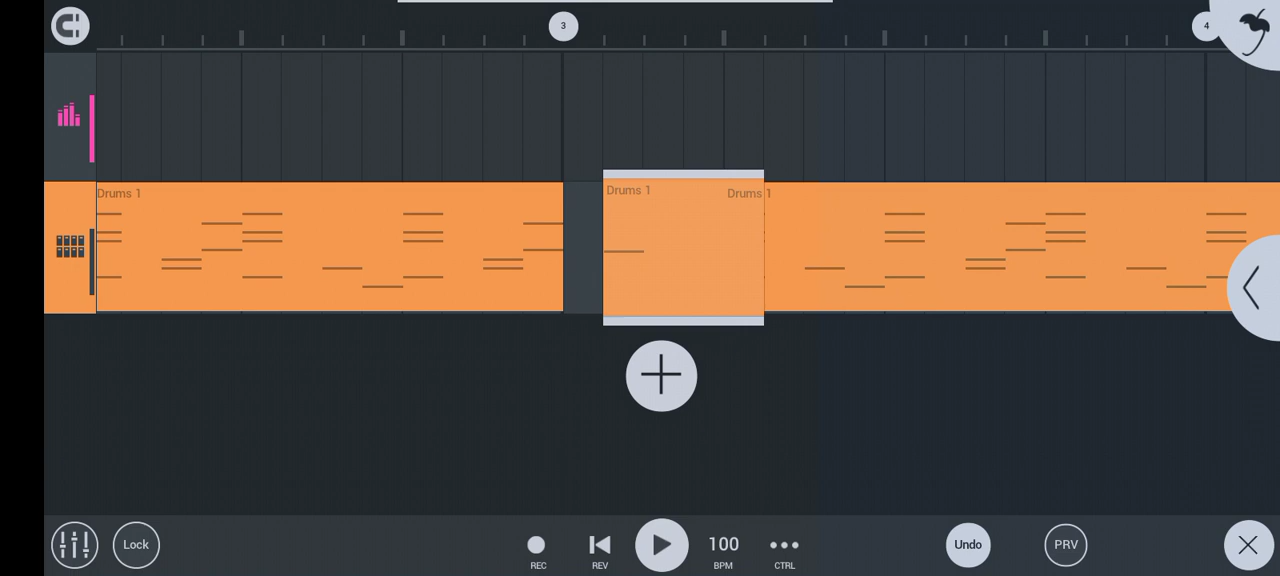 3
4
Drums 1
Drums 1
Drums 1
Lock
REC
REV
100
BPM
CTRL
Undo
PRV